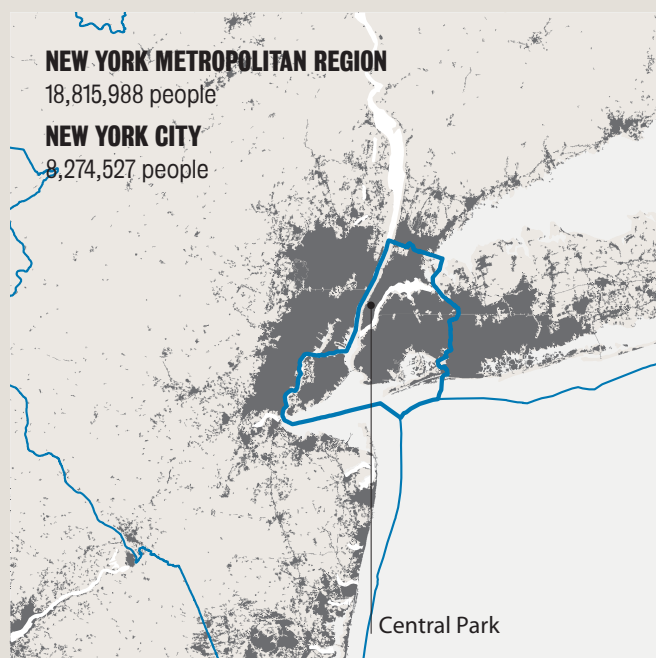 NEW YORK METROPOLITAN REGION
18,815,988 people
NEW YORK CITY
8,274,527 people
Central Park